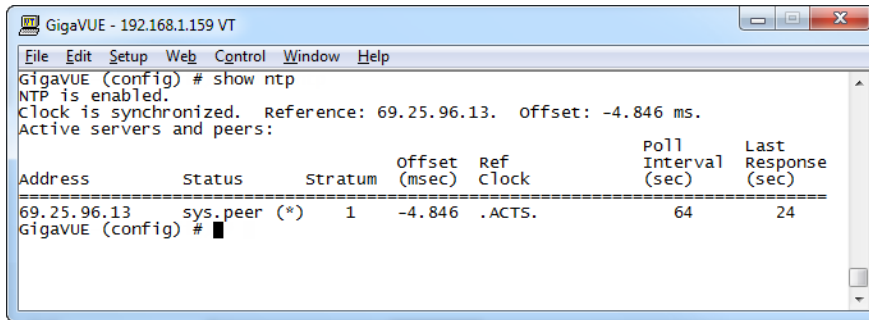 GigaVUE - 192.168.1.159 VT
File Edit Setup Web Control Window Help
GigaVUE (config) # show ntp
NTP is enabled.
Clock is synchronized.  Reference: 69.25.96.13.  Offset: -4.846 ms.
Active servers and peers:
Poll Last
Offset Ref Interval Response
Address Status Stratum (msec) Clock (sec) (sec)
================================================================================
69.25.96.13 sys.peer (*) 1 -4.846 .ACTS. 64 24
GigaVUE (config) #